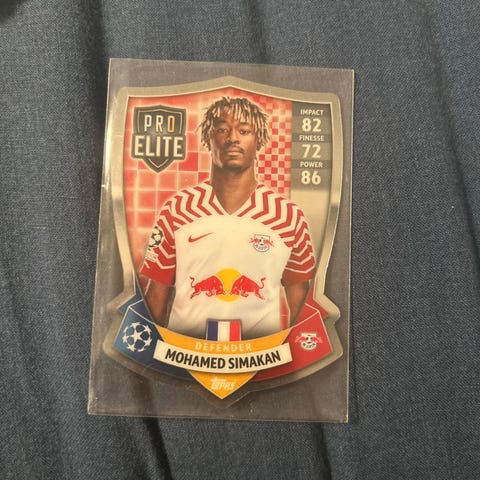 PRO
ELITE
IMPACT
82
FINESSE
72
POWER
86
DEFENDER
MOHAMED SIMAKAN
TOPPS